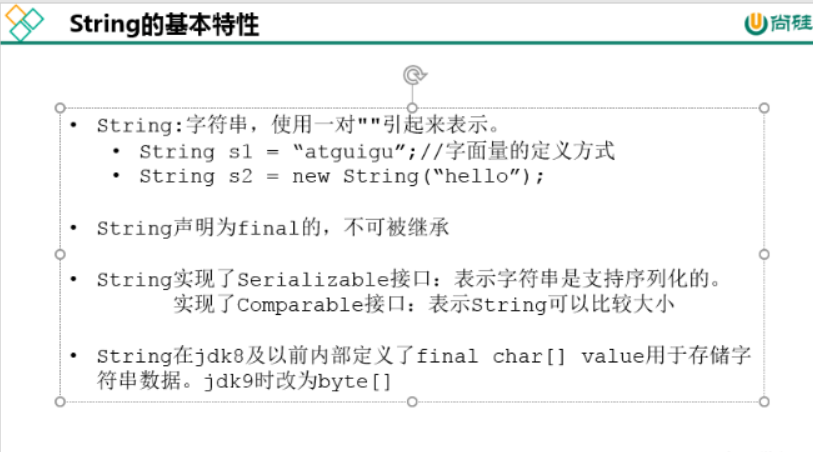 String的基本特性
尚硅
• String:字符串，使用一对""引起来表示。
• String s1 = “atguigu”;//字面量的定义方式
• String s2 = new String(“hello”);
• String声明为final的，不可被继承
• String实现了Serializable接口：表示字符串是支持序列化的。
实现了Comparable接口：表示String可以比较大小
• String在jdk8及以前内部定义了final char[] value用于存储字
符串数据。jdk9时改为byte[]